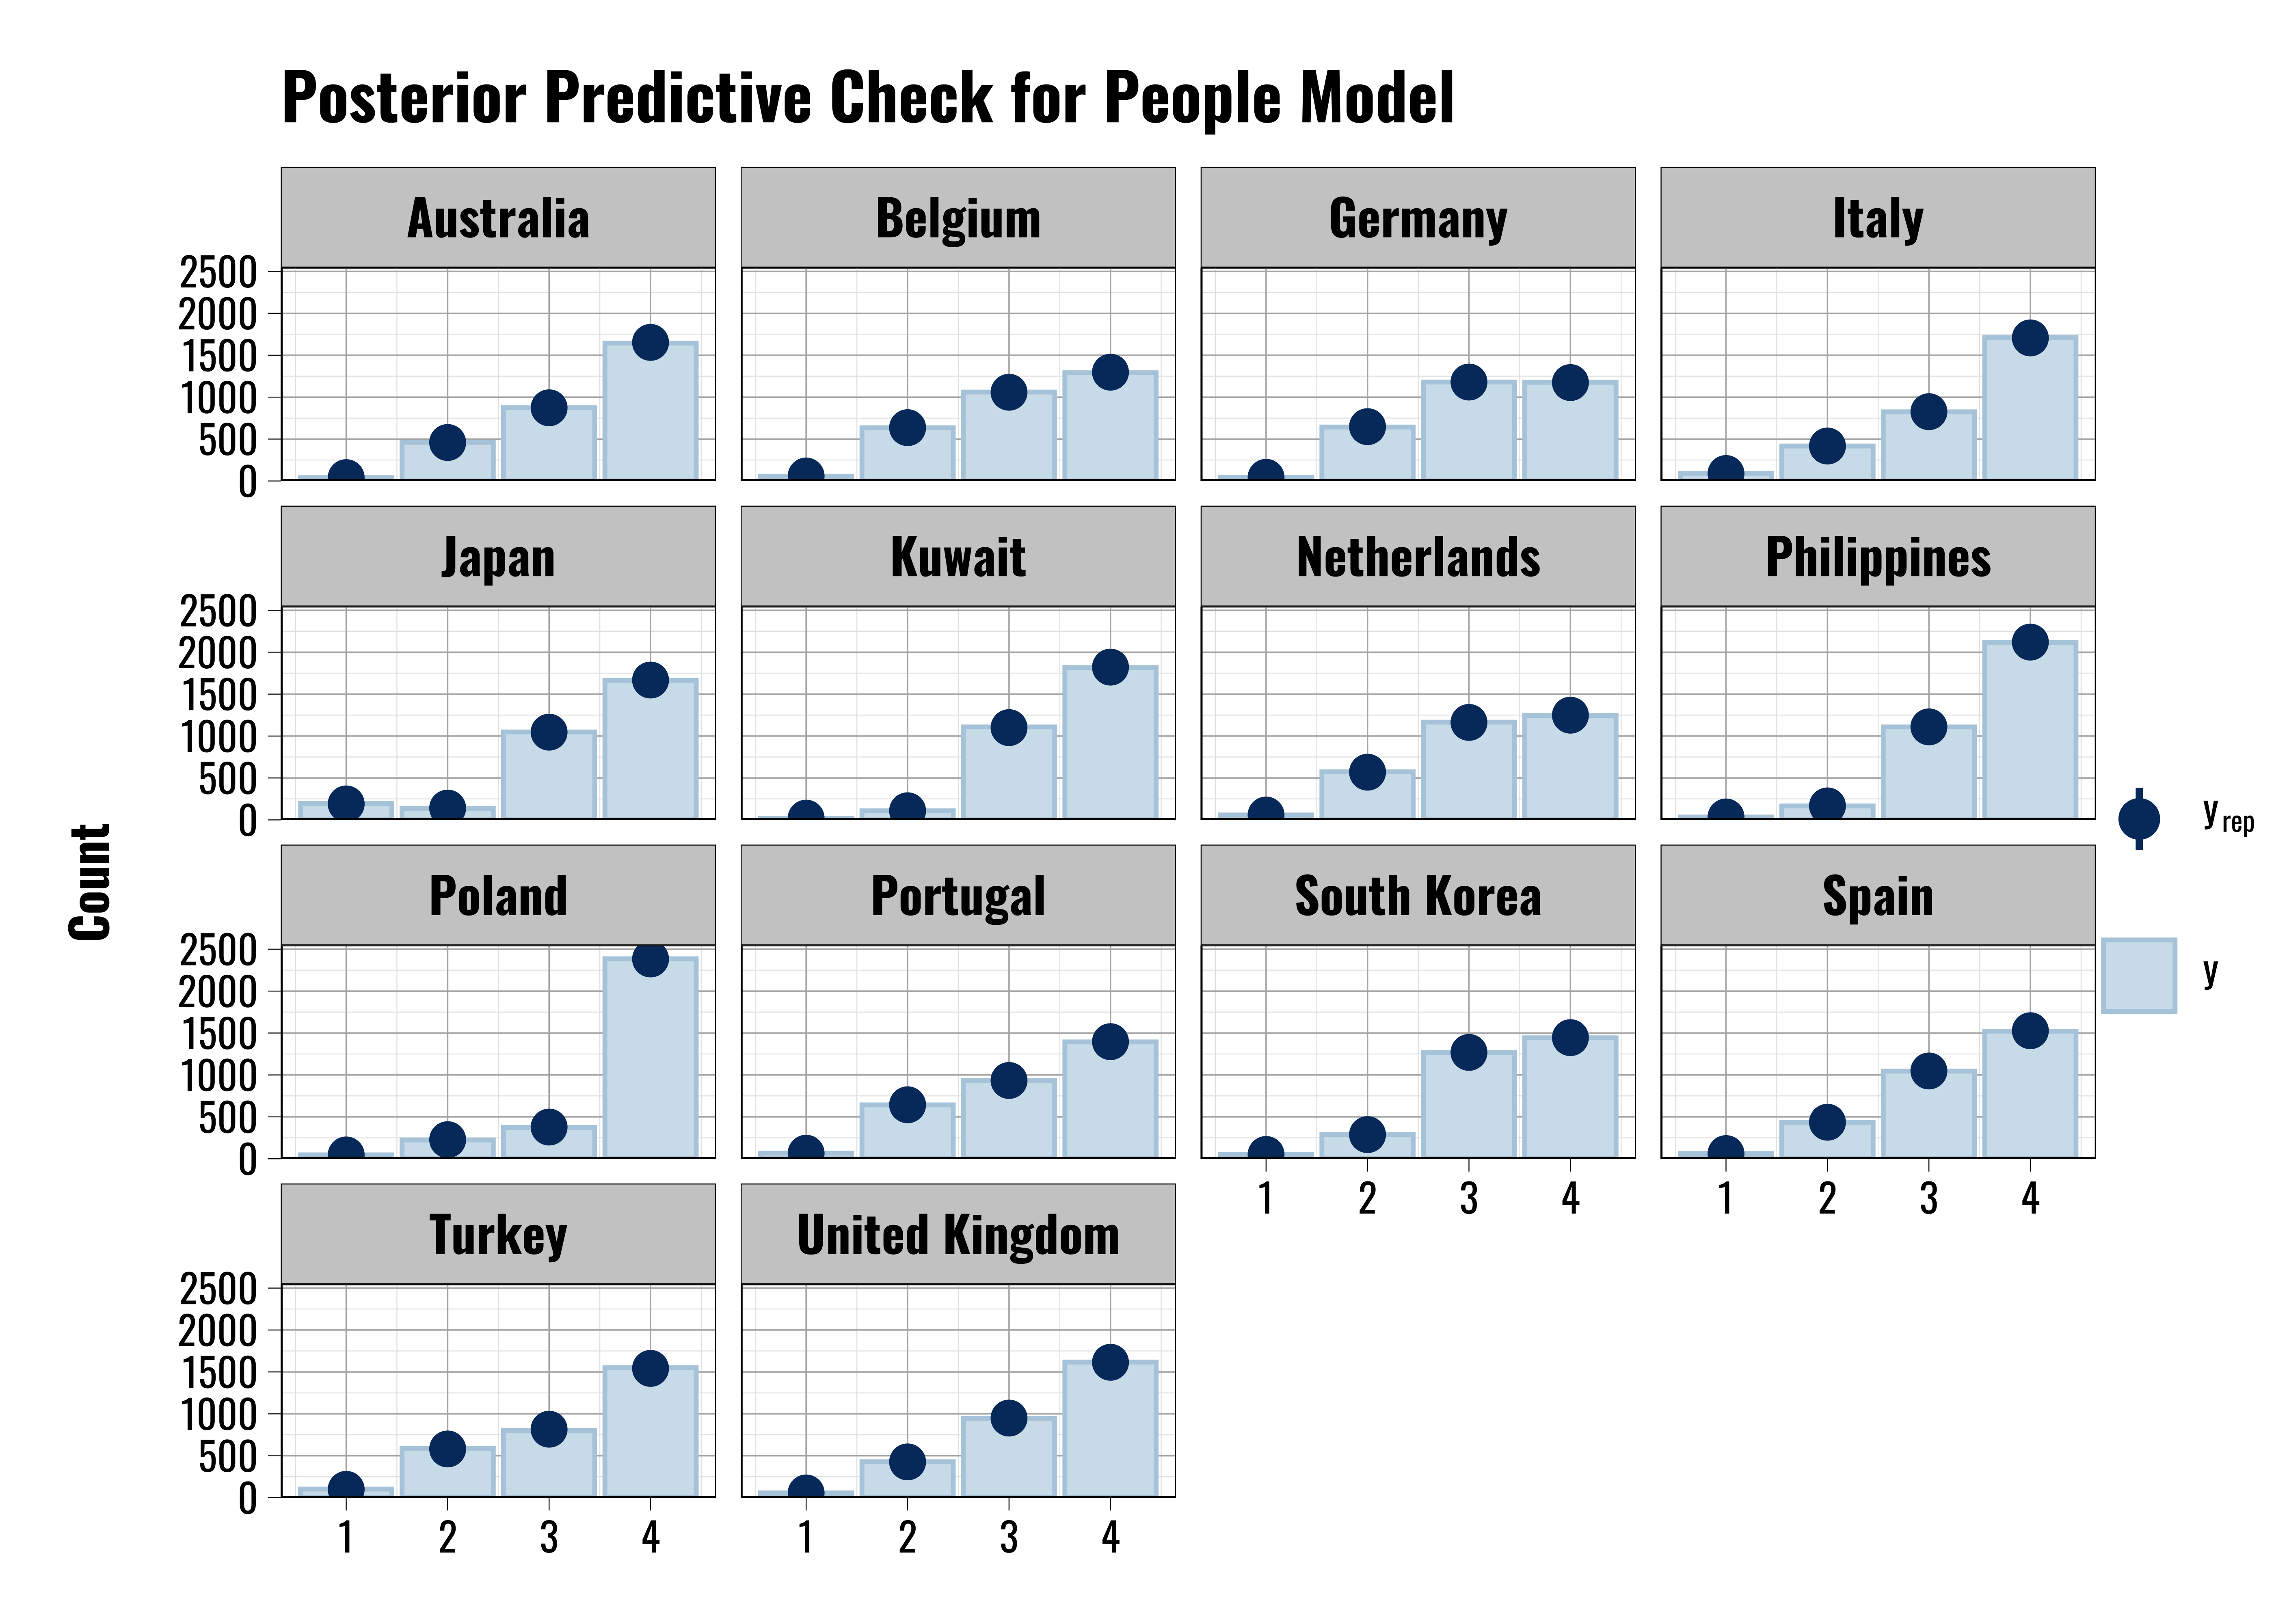 Posterior Predictive Check for People Model
Australia Belgium Germany Italy
2500
2000
1500
1000
500
0
Japan Kuwait Netherlands Philippines
2500
2000
1500
1000
500
0
Poland Portugal South Korea Spain
2500
2000
1500
1000
500
0
1 2 3 4 1 2 3 4
Turkey United Kingdom
2500
2000
1500
1000
500
0
1 2 3 4 1 2 3 4
Count
y rep
y